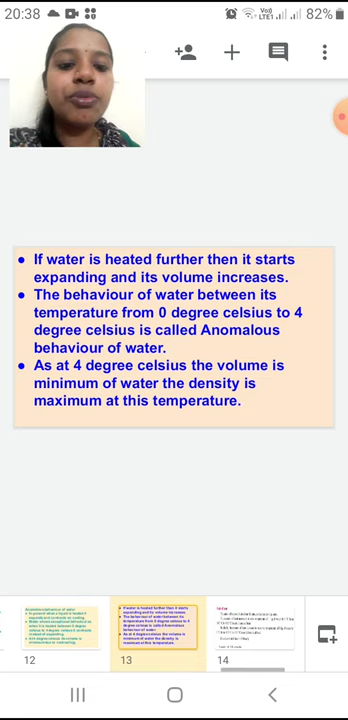 20:38
Vo))
LTE1
82%
● If water is heated further then it starts
expanding and its volume increases.
● The behaviour of water between its
temperature from 0 degree celsius to 4
degree celsius is called Anomalous
behaviour of water.
● As at 4 degree celsius the volume is
minimum of water the density is
maximum at this temperature.
12
13
14